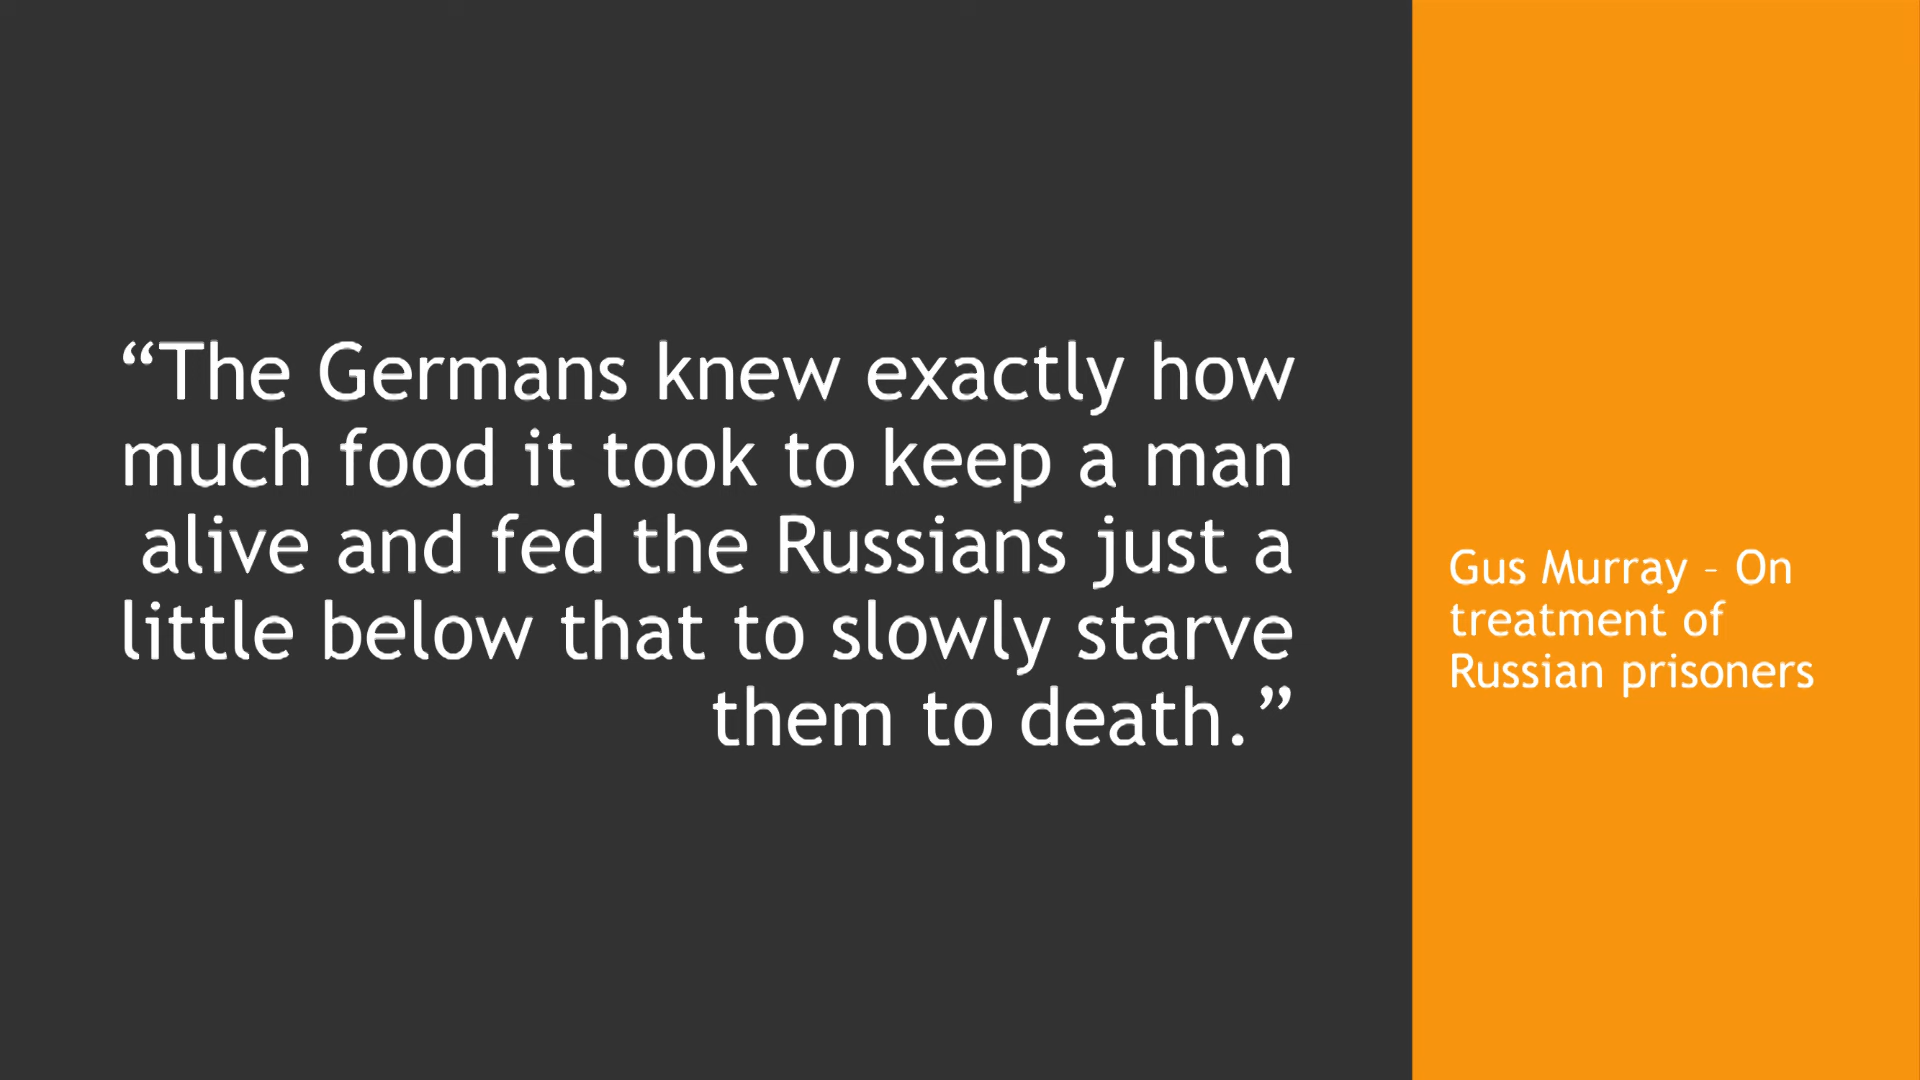 “The Germans knew exactly how
much food it took to keep a man
alive and fed the Russians just a
little below that to slowly starve
them to death.”
Gus Murray – On
treatment of
Russian prisoners